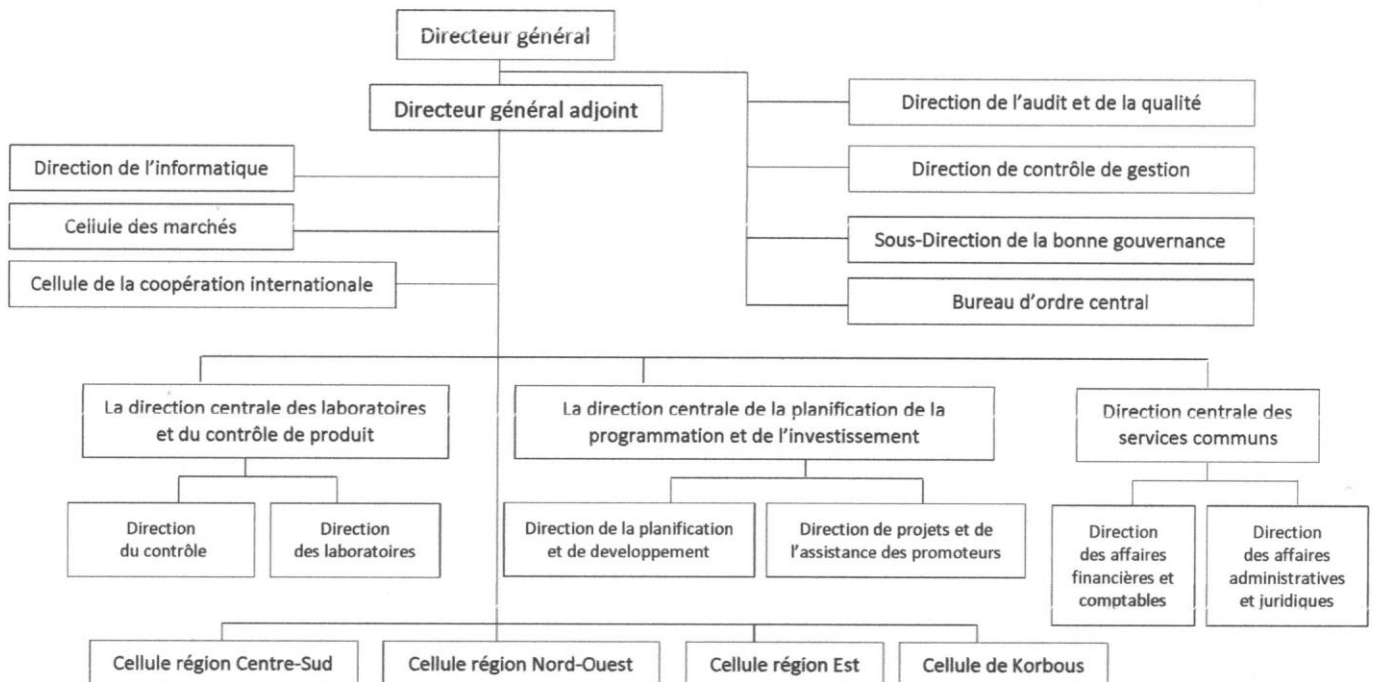 Directeur général
Directeur général adjoint
Direction de l'audit et de la qualité
Direction de l'informatique
Direction de contrôle de gestion
Cellule des marchés
Sous-Direction de la bonne gouvernance
Cellule de la coopération internationale
Bureau d'ordre central
La direction centrale des laboratoires
et du contrôle de produit
La direction centrale de la planification de la
programmation et de l'investissement
Direction centrale des
services communs
Direction
du contrôle
Direction
des laboratoires
Direction de la planification
et de developpement
Direction de projets et de
l'assistance des promoteurs
Direction
des affaires
financières et
comptables
Direction
des affaires
administratives
et juridiques
Cellule région Centre-Sud
Cellule région Nord-Ouest
Cellule région Est
Cellule de Korbous